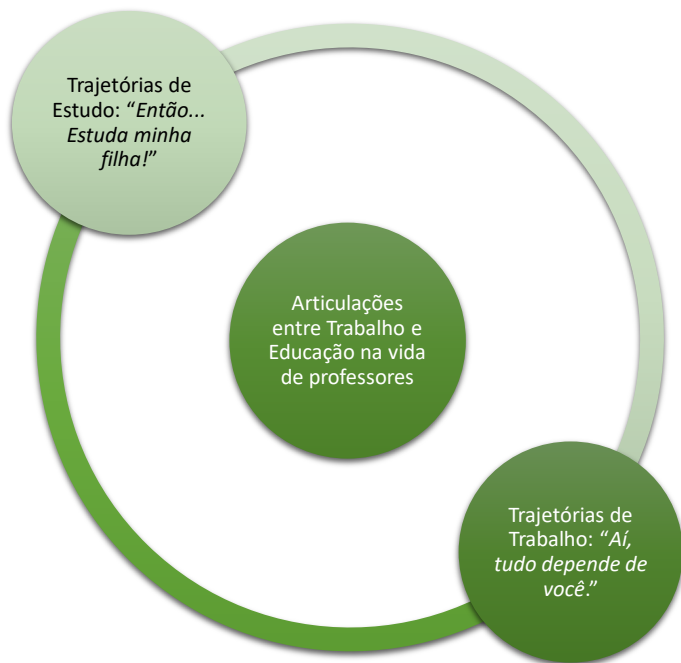 Trajetórias de
Estudo: “Então...
Estuda minha
filha!”
Articulações
entre Trabalho e
Educação na vida
de professores
Trajetórias de
Trabalho: “Aí,
tudo depende de
você.”